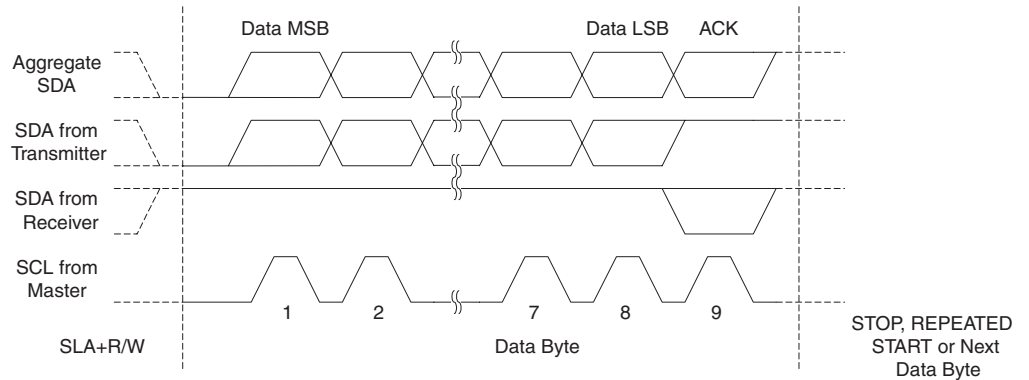 Data MSB
Data LSB
ACK
Aggregate
SDA
SDA from
Transmitter
SDA from
Receiver
SCL from
Master
1
2
7
8
9
SLA+R/W
Data Byte
STOP, REPEATED
START or Next
Data Byte